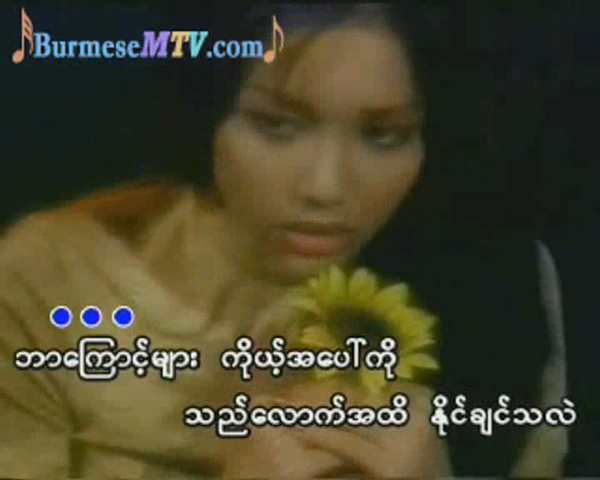 BurmeseMTV.com
ဘာကြောင့်များ ကိုယ့်အပေါ်ကို
သည်လောက်အထိ နိုင်ချင်သလဲ